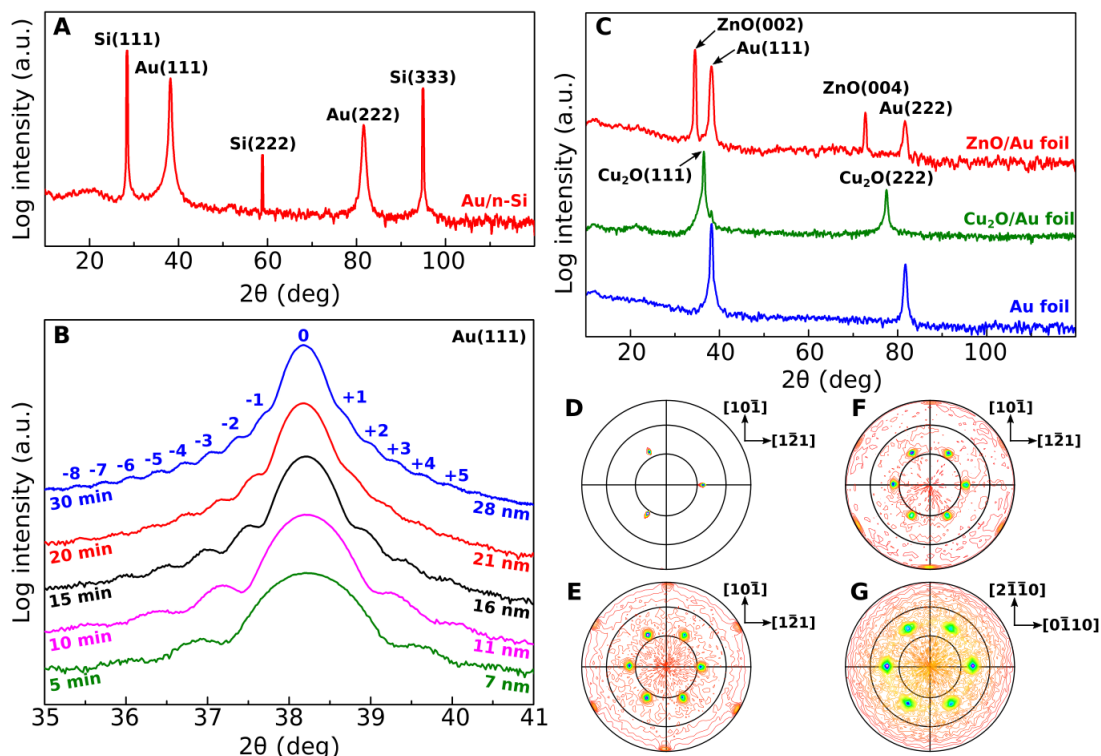 A
Si(111)
Au(111)
Si(222)
Au(222)
Si(333)
Au/n-Si
Log intensity (a.u.)
20 40 60 80 100
2θ (deg)
B
Au(111)
0
-8 -7 -6 -5 -4 -3 -2 -1 +1 +2 +3 +4 +5
30 min 28 nm
20 min 21 nm
15 min 16 nm
10 min 11 nm
5 min 7 nm
Log intensity (a.u.)
35 36 37 38 39 40 41
2θ (deg)
C
ZnO(002)
Au(111)
ZnO(004)
Au(222)
ZnO/Au foil
Cu₂O(111)
Cu₂O(222)
Cu₂O/Au foil
Au foil
Log intensity (a.u.)
20 40 60 80 100
2θ (deg)
D
[101̄]
[12̄1]
E
[101̄]
[12̄1]
F
[101̄]
[12̄1]
G
[21̄1̄0]
[01̄10]